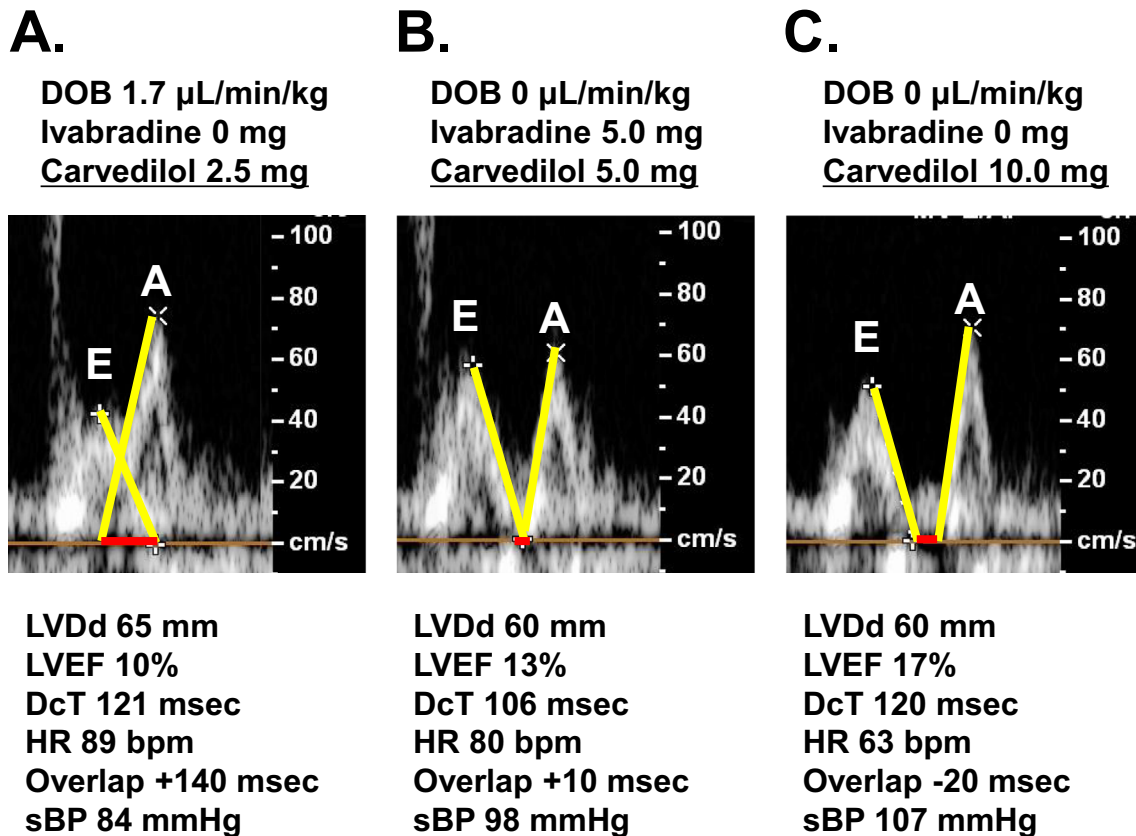 A.
DOB 1.7 µL/min/kg
Ivabradine 0 mg
Carvedilol 2.5 mg
E
A
100
80
60
40
20
cm/s
LVDd 65 mm
LVEF 10%
DcT 121 msec
HR 89 bpm
Overlap +140 msec
sBP 84 mmHg
B.
DOB 0 µL/min/kg
Ivabradine 5.0 mg
Carvedilol 5.0 mg
E
A
100
80
60
40
20
cm/s
LVDd 60 mm
LVEF 13%
DcT 106 msec
HR 80 bpm
Overlap +10 msec
sBP 98 mmHg
C.
DOB 0 µL/min/kg
Ivabradine 0 mg
Carvedilol 10.0 mg
E
A
100
80
60
40
20
cm/s
LVDd 60 mm
LVEF 17%
DcT 120 msec
HR 63 bpm
Overlap -20 msec
sBP 107 mmHg